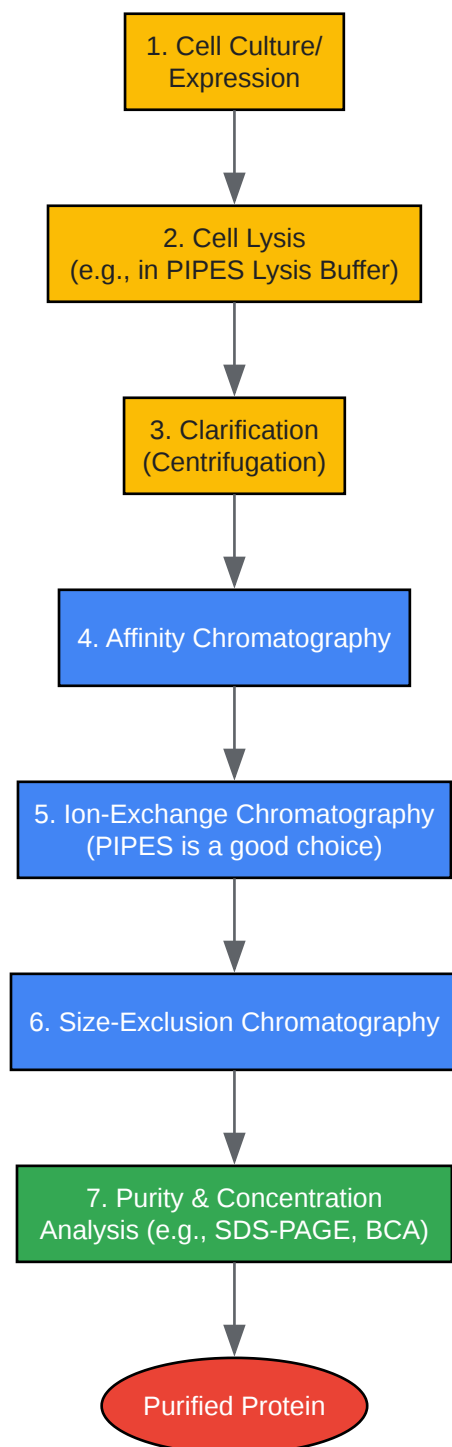 1. Cell Culture/
Expression
2. Cell Lysis
(e.g., in PIPES Lysis Buffer)
3. Clarification
(Centrifugation)
4. Affinity Chromatography
5. Ion-Exchange Chromatography
(PIPES is a good choice)
6. Size-Exclusion Chromatography
7. Purity & Concentration
Analysis (e.g., SDS-PAGE, BCA)
Purified Protein